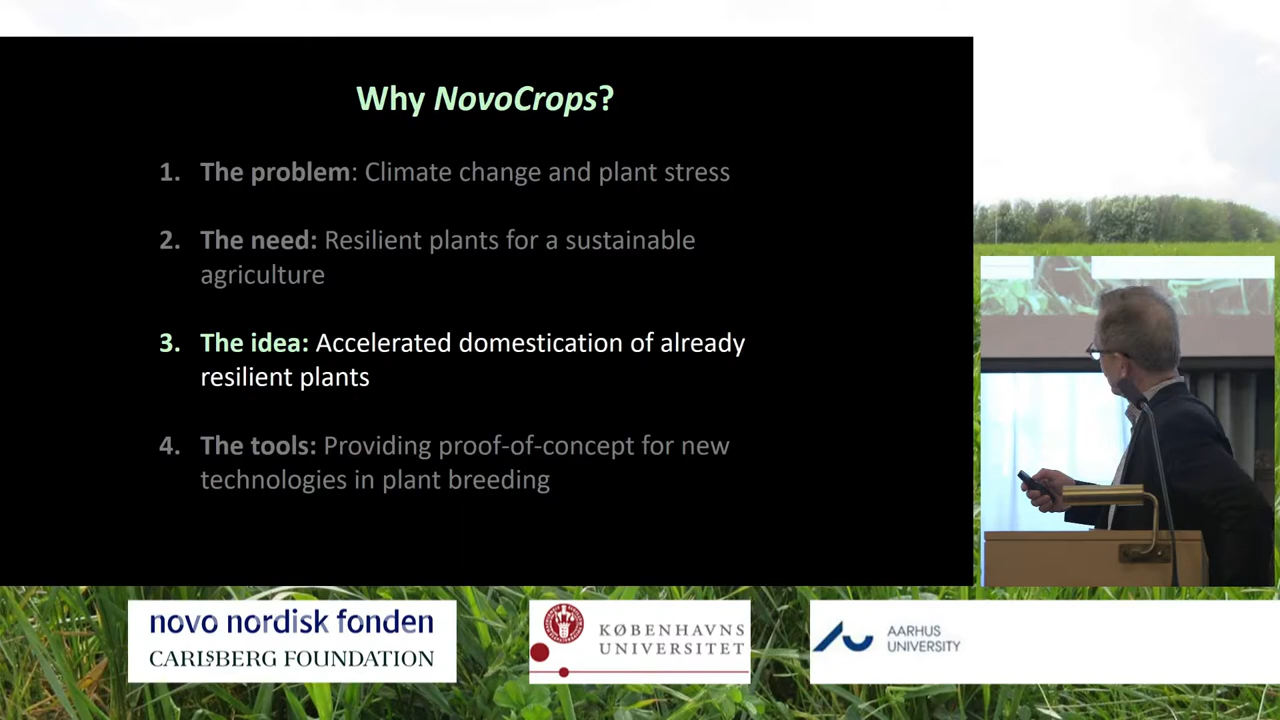 Why NovoCrops?
1. The problem: Climate change and plant stress
2. The need: Resilient plants for a sustainable
agriculture
3. The idea: Accelerated domestication of already
resilient plants
4. The tools: Providing proof-of-concept for new
technologies in plant breeding
novo nordisk fonden
CARLSBERG FOUNDATION
KØBENHAVNS
UNIVERSITET
AARHUS
UNIVERSITY